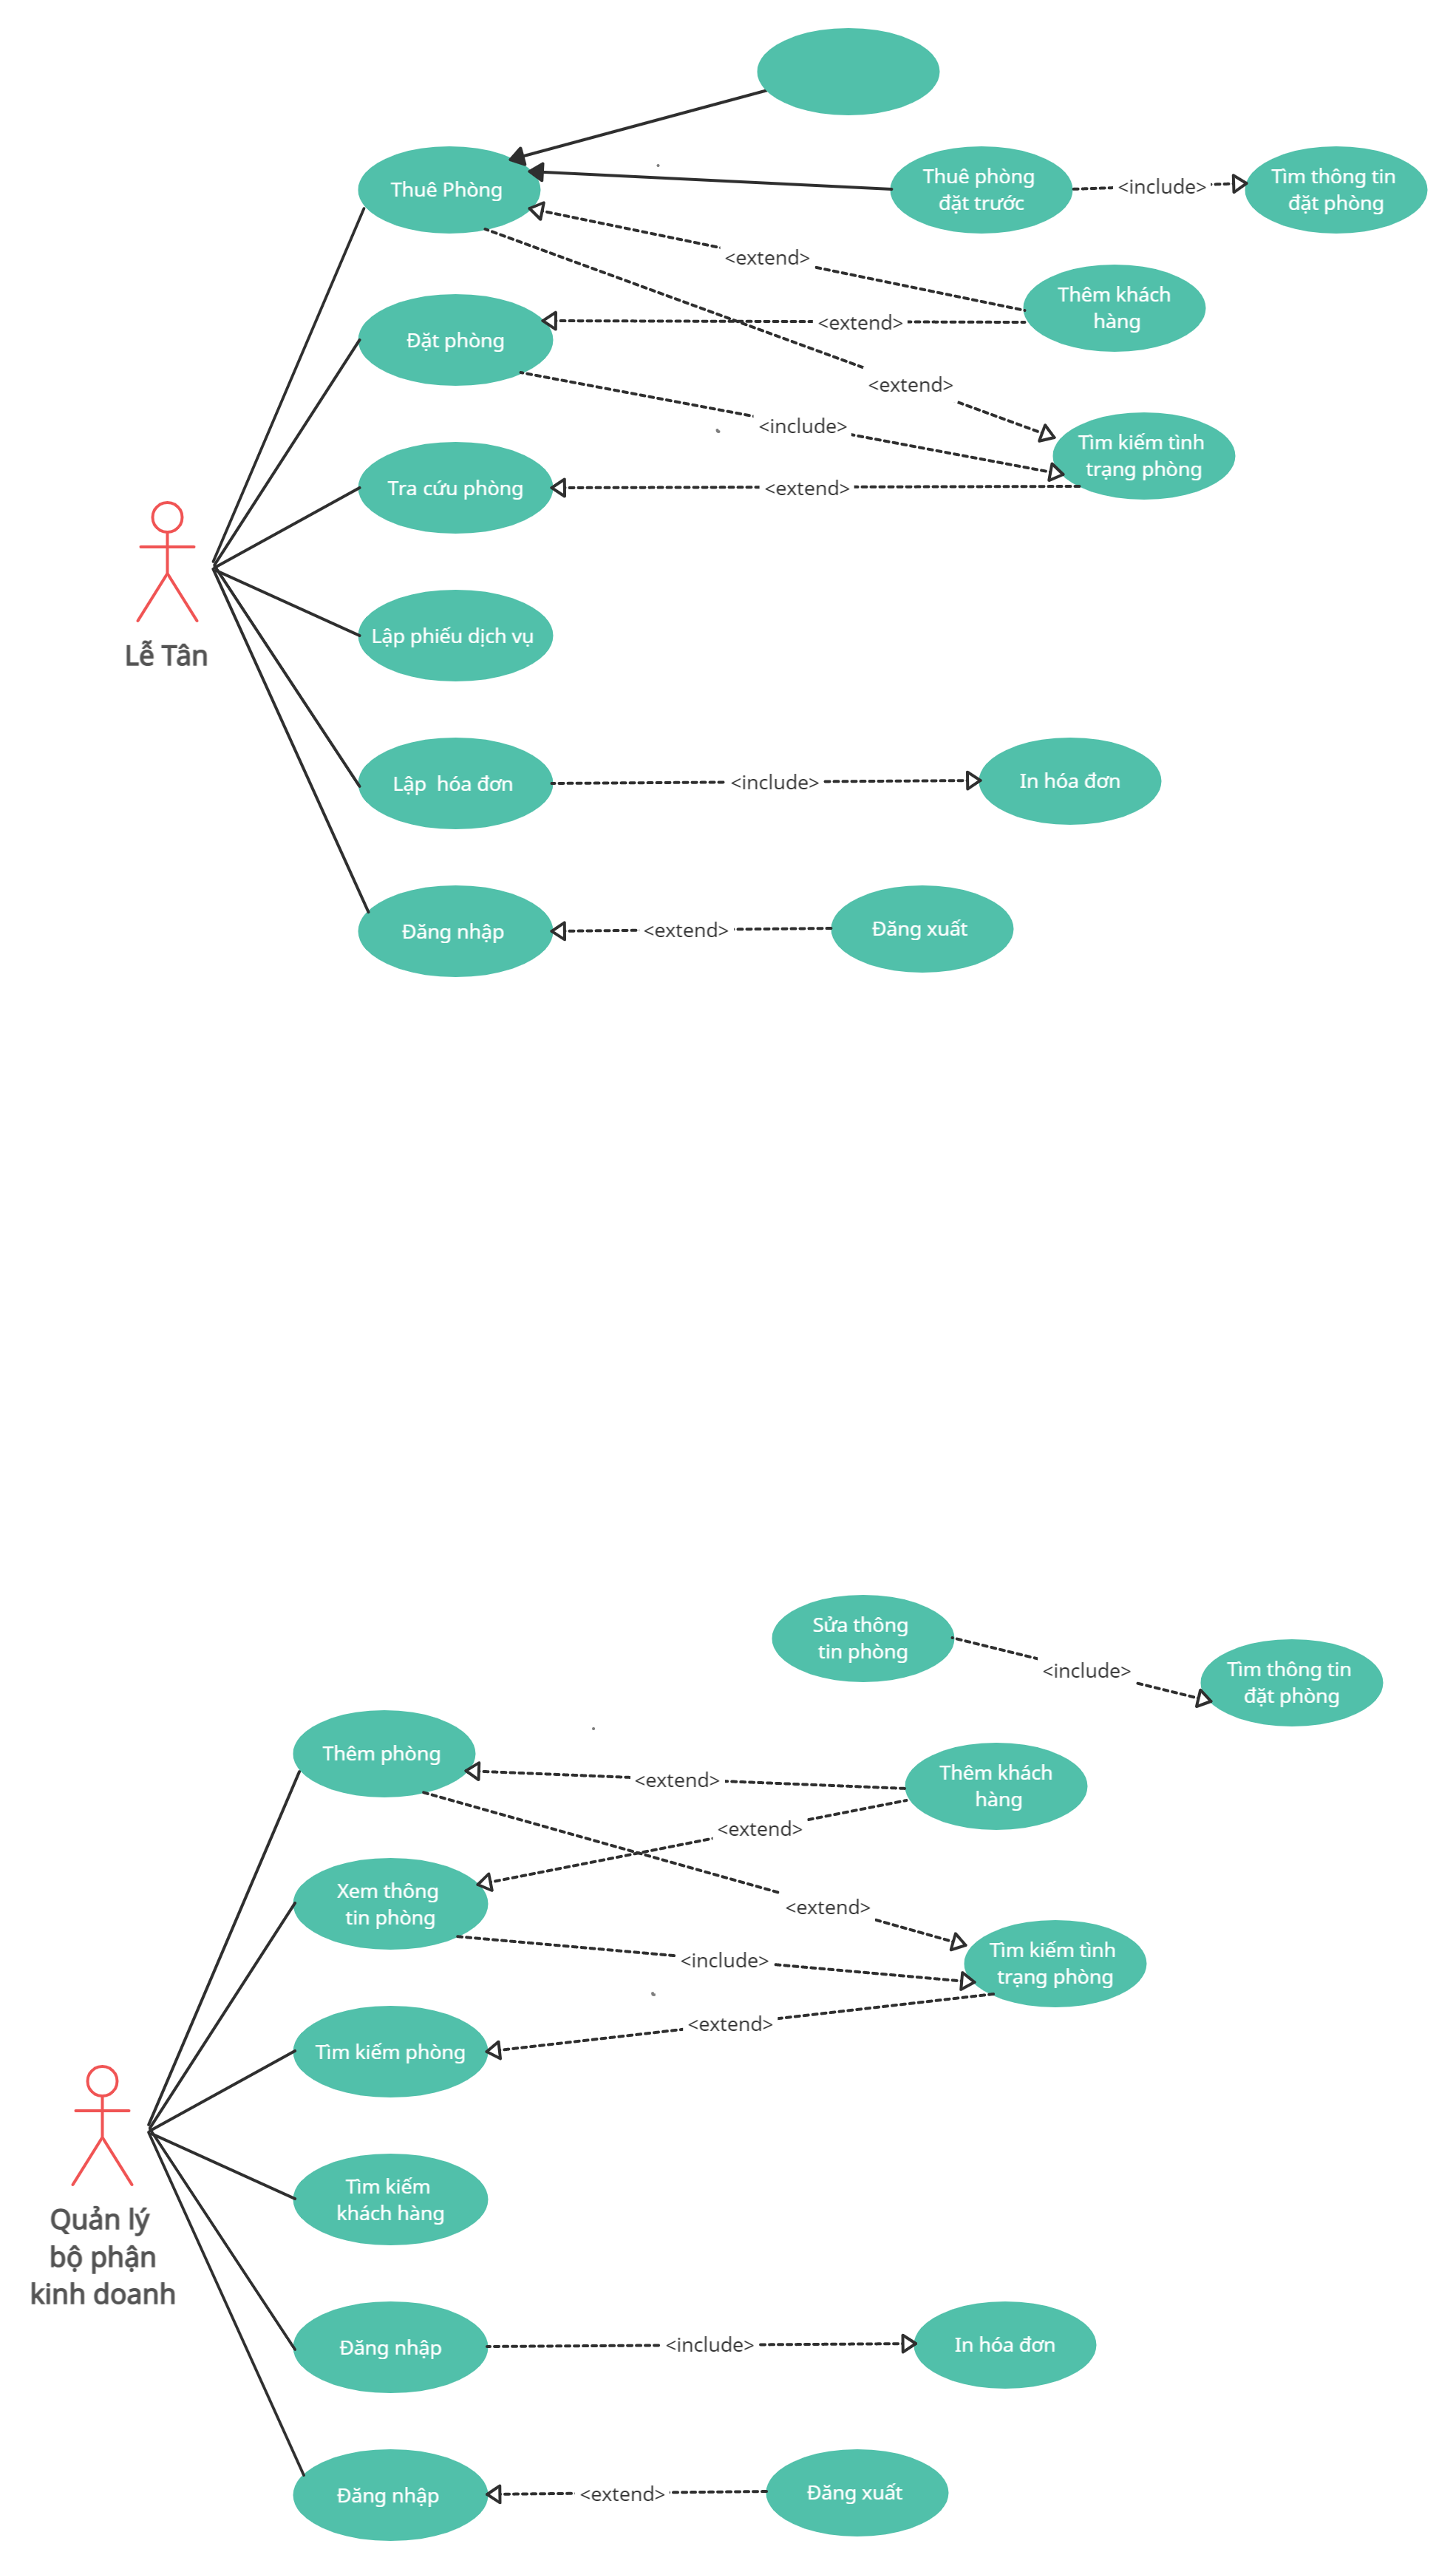 Thuê Phòng
Thuê phòng
đặt trước
<include>
Tìm thông tin
đặt phòng
<extend>
Thêm khách
hàng
<extend>
Đặt phòng
<extend>
<include>
Tìm kiếm tình
trạng phòng
Tra cứu phòng
<extend>
Lập phiếu dịch vụ
Lễ Tân
Lập  hóa đơn
<include>
In hóa đơn
Đăng nhập
<extend>
Đăng xuất
Sửa thông
tin phòng
<include>
Tìm thông tin
đặt phòng
Thêm phòng
<extend>
Thêm khách
hàng
<extend>
Xem thông
tin phòng
<extend>
<include>
Tìm kiếm tình
trạng phòng
<extend>
Tìm kiếm phòng
Tìm kiếm
khách hàng
Quản lý
bộ phận
kinh doanh
Đăng nhập
<include>
In hóa đơn
Đăng nhập
<extend>
Đăng xuất